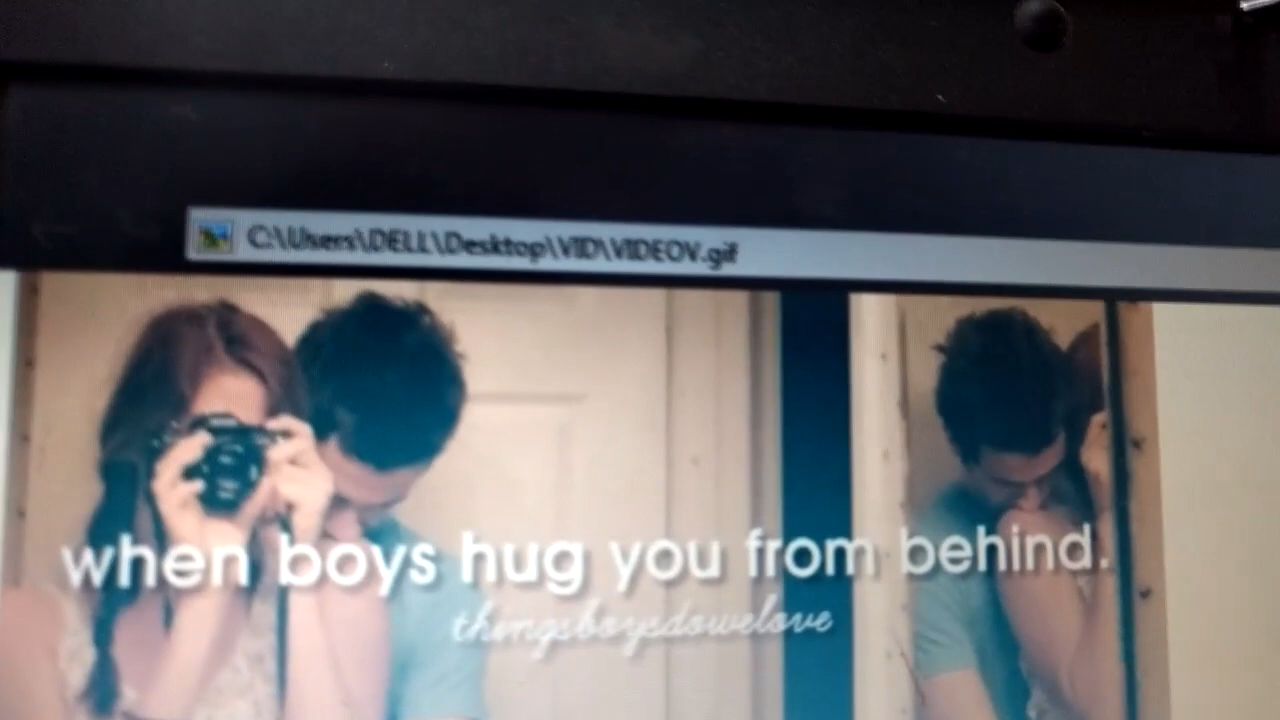 C:\Users\DELL\Desktop\VID\VIDEOV.gif
when boys hug you from behind.
thingsboysdowelove